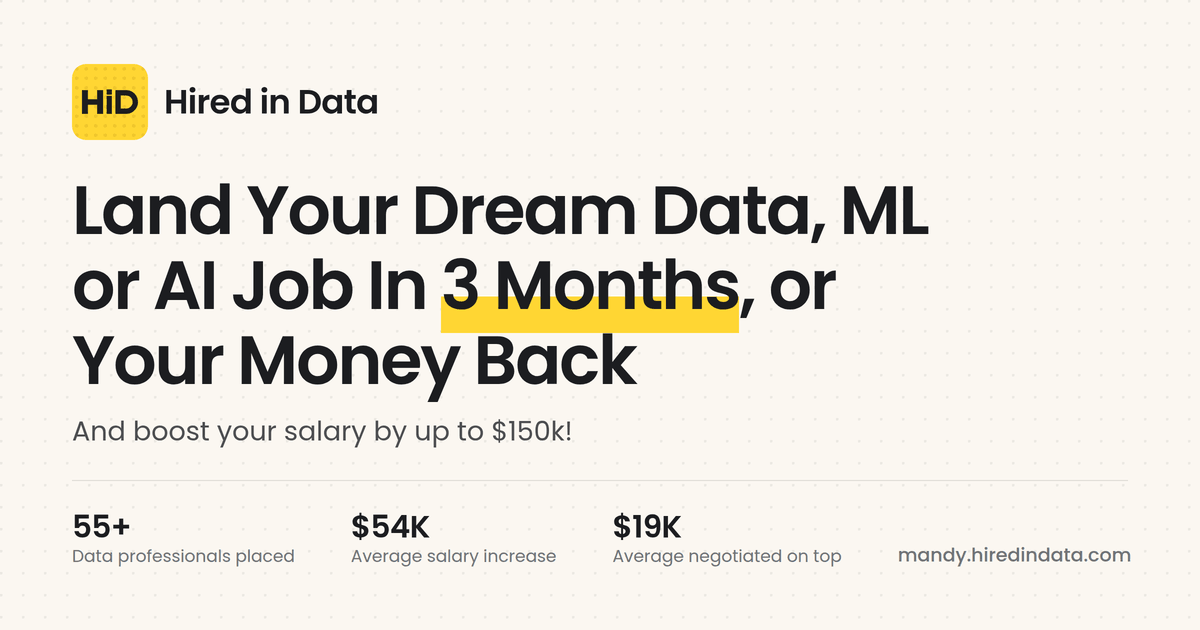 HiD
Hired in Data
Land Your Dream Data, ML
or AI Job In 3 Months, or
Your Money Back
And boost your salary by up to $150k!
55+
Data professionals placed
$54K
Average salary increase
$19K
Average negotiated on top
mandy.hiredindata.com